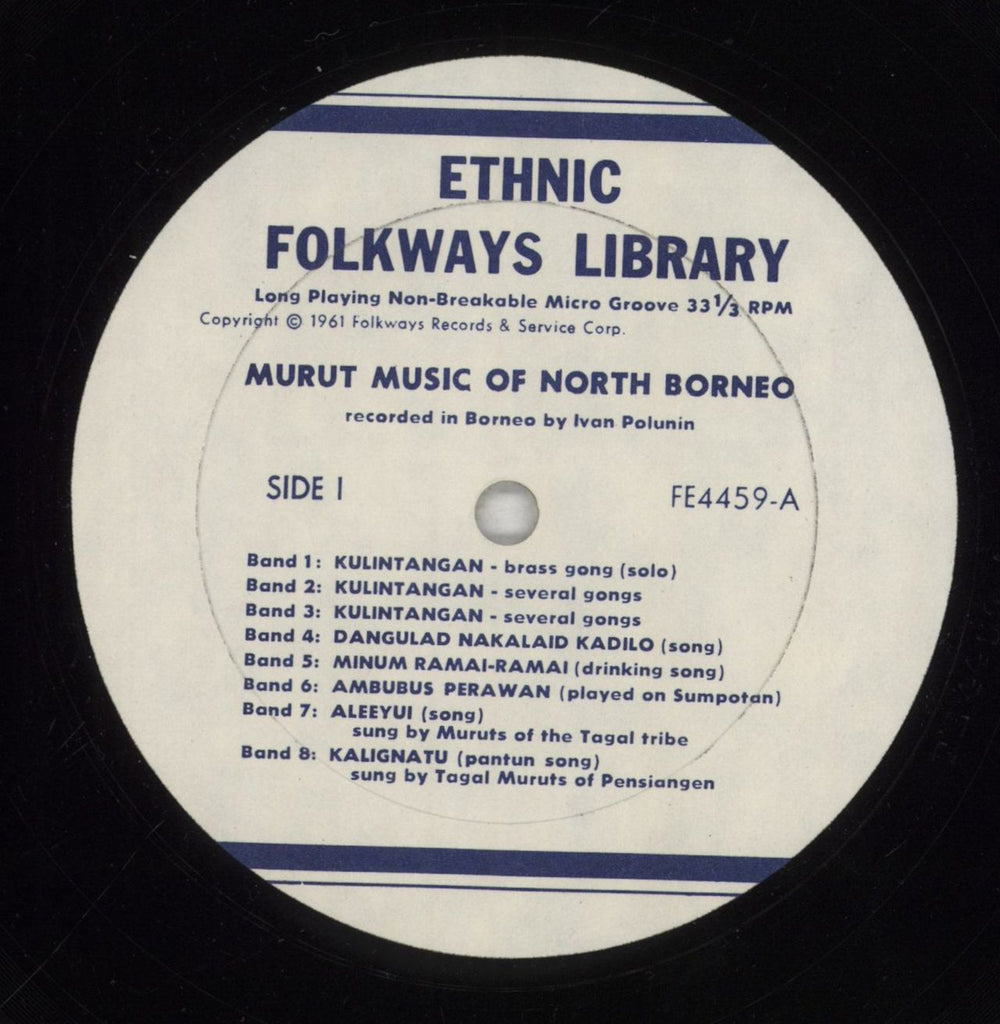 ETHNIC
FOLKWAYS LIBRARY
Long Playing Non-Breakable Micro Groove 33 1/3 RPM
Copyright © 1961 Folkways Records & Service Corp.
MURUT MUSIC OF NORTH BORNEO
recorded in Borneo by Ivan Polunin
SIDE I FE4459-A
Band 1: KULINTANGAN - brass gong (solo)
Band 2: KULINTANGAN - several gongs
Band 3: KULINTANGAN - several gongs
Band 4: DANGULAD NAKALAID KADILO (song)
Band 5: MINUM RAMAI-RAMAI (drinking song)
Band 6: AMBUBUS PERAWAN (played on Sumpotan)
Band 7: ALEEYUI (song)
sung by Muruts of the Tagal tribe
Band 8: KALIGNATU (pantun song)
sung by Tagal Muruts of Pensiangen